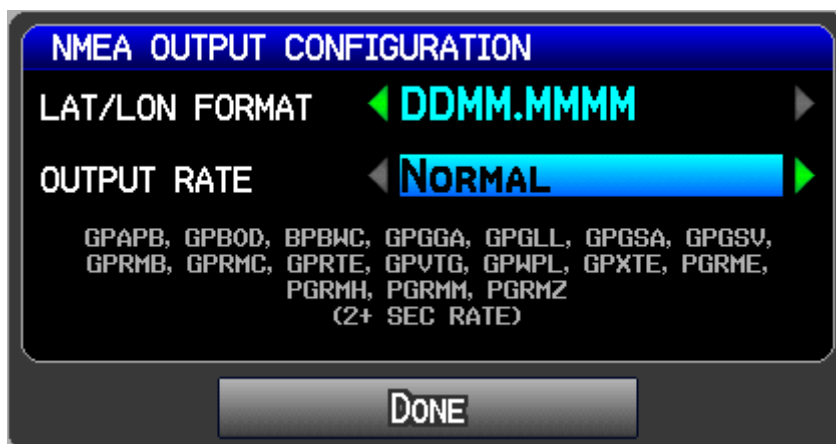 NMEA OUTPUT CONFIGURATION
LAT/LON FORMAT DDMM.MMMM
OUTPUT RATE NORMAL
GPAPB, GPBOD, BPBWC, GPGGA, GPGLL, GPGSA, GPGSV,
GPRMB, GPRMC, GPRTE, GPVTG, GPWPL, GPXTE, PGRME,
PGRMH, PGRMM, PGRMZ
(2+ SEC RATE)
DONE